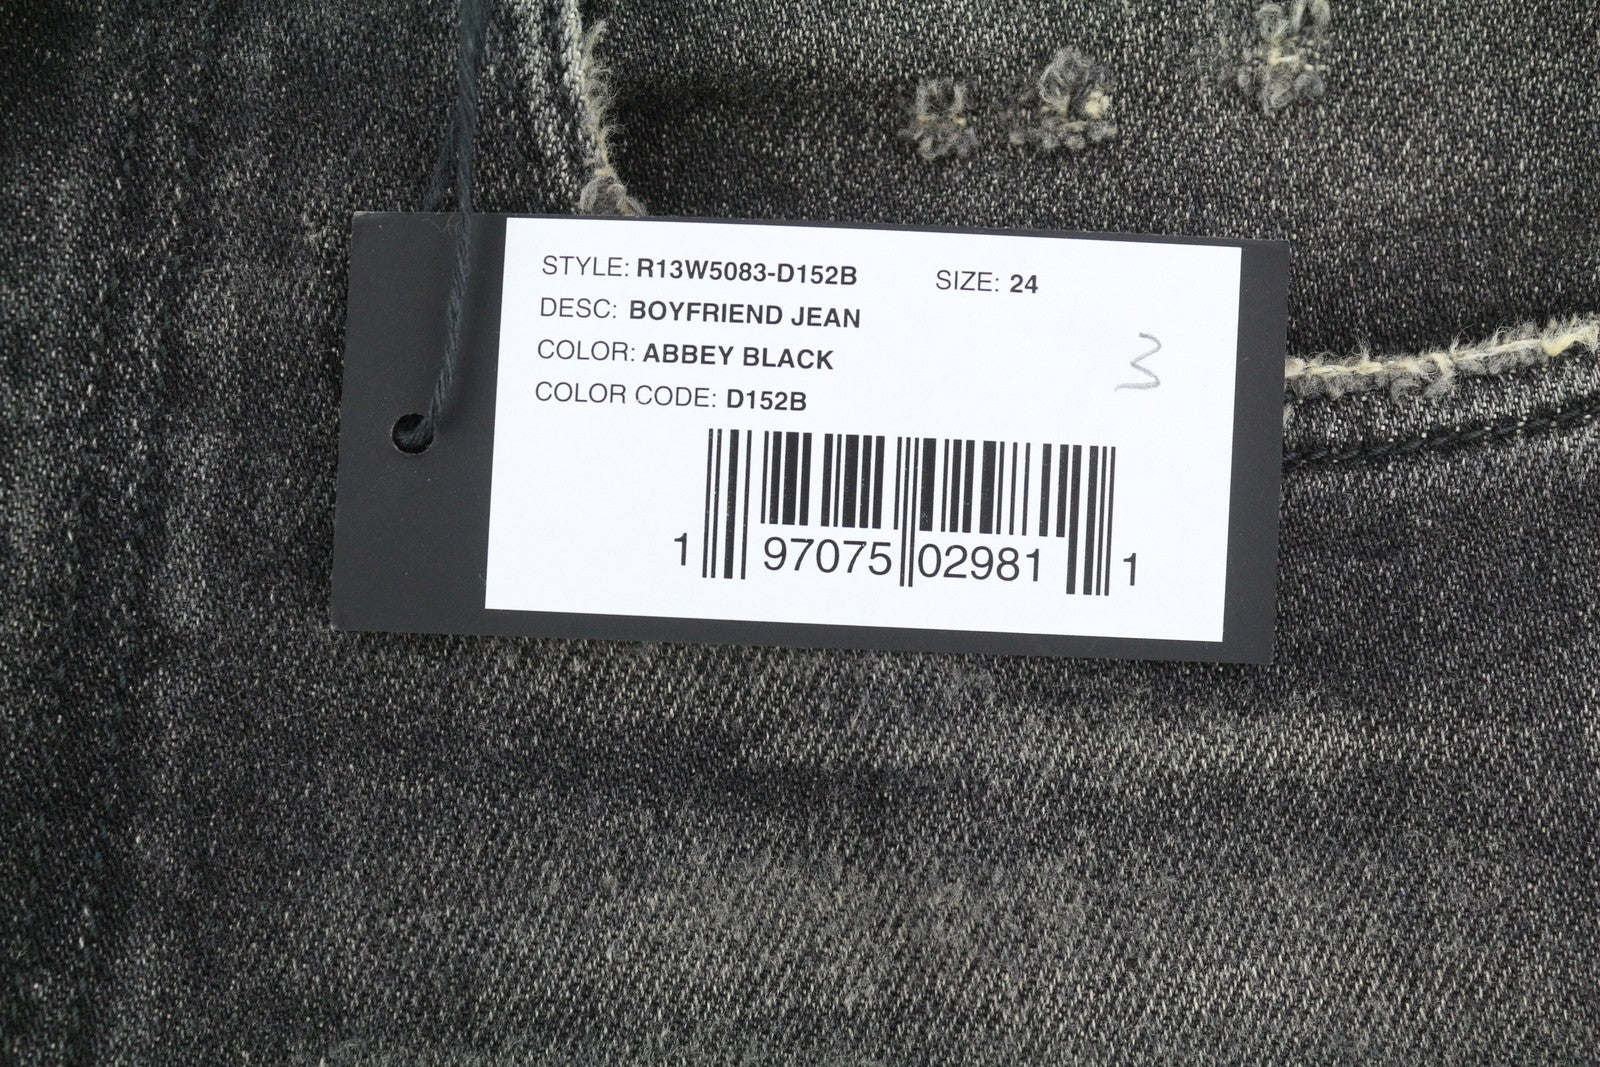 STYLE: R13W5083-D152B SIZE: 24
DESC: BOYFRIEND JEAN
COLOR: ABBEY BLACK
3
COLOR CODE: D152B
1 97075 02981 1